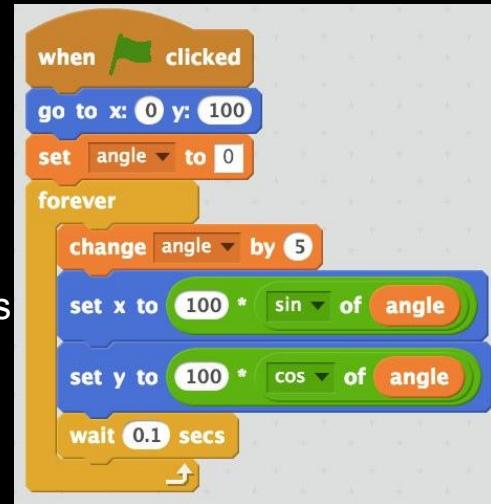 when clicked
go to x: 0 y: 100
set angle to 0
forever
change angle by 5
s
set x to 100 * sin of angle
set y to 100 * cos of angle
wait 0.1 secs